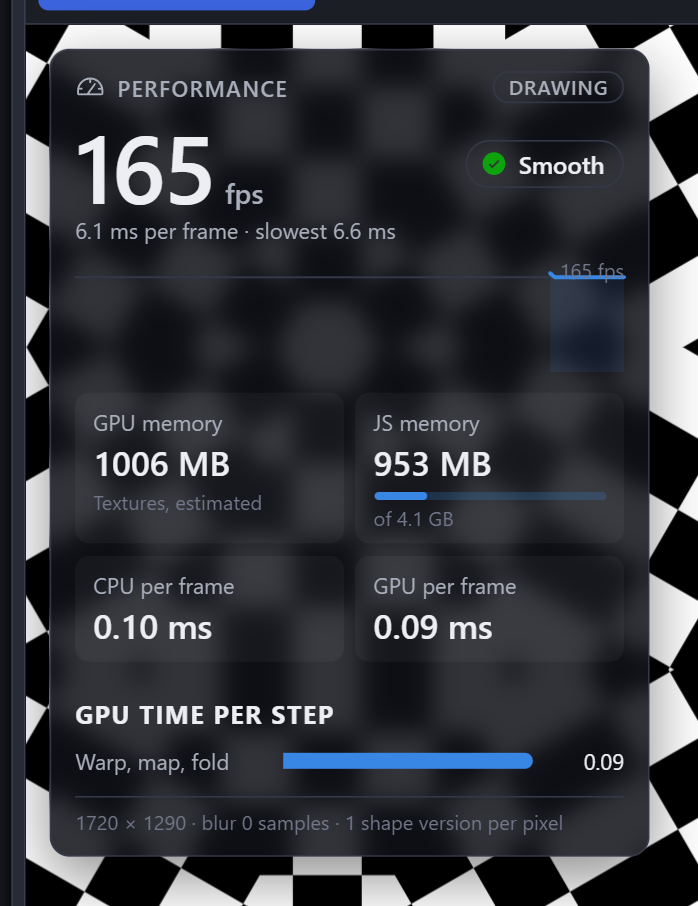 PERFORMANCE
DRAWING
165 fps
Smooth
6.1 ms per frame · slowest 6.6 ms
165 fps
GPU memory
1006 MB
Textures, estimated
JS memory
953 MB
of 4.1 GB
CPU per frame
0.10 ms
GPU per frame
0.09 ms
GPU TIME PER STEP
Warp, map, fold 0.09
1720 × 1290 · blur 0 samples · 1 shape version per pixel